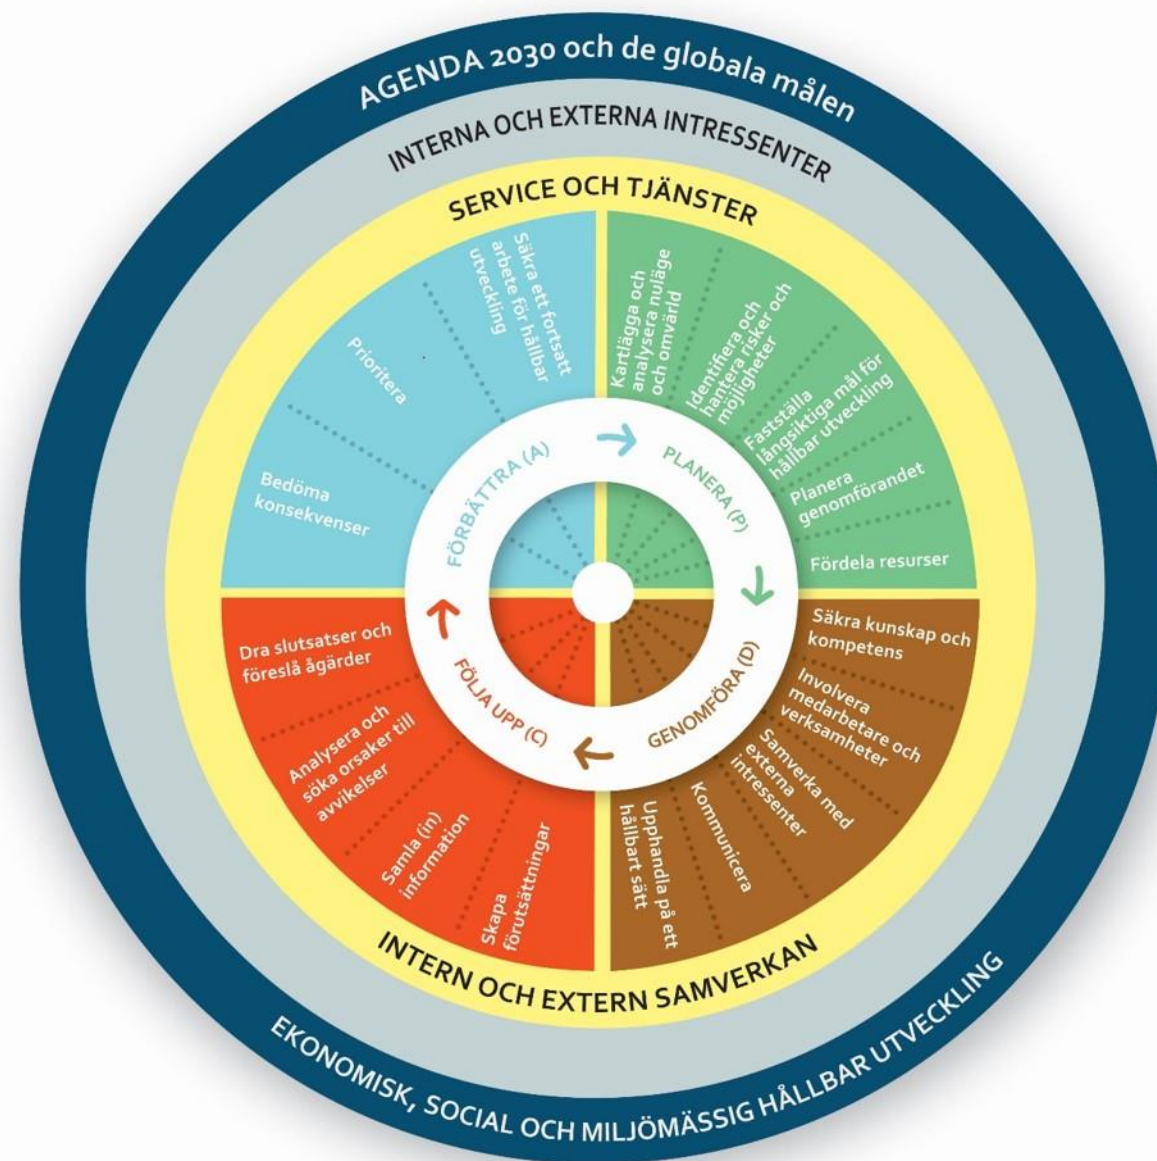 AGENDA 2030 och de globala målen
INTERNA OCH EXTERNA INTRESSENTER
SERVICE OCH TJÄNSTER
PLANERA (P)
Kartlägga och
analysera nuläge
och omvärld
Identifiera och
hantera risker och
möjligheter
Fastställa
långsiktiga mål för
hållbar utveckling
Planera
genomförandet
Fördela resurser
GENOMFÖRA (D)
Säkra kunskap och
kompetens
Involvera
medarbetare och
verksamheter
Samverka med
externa
intressenter
Kommunicera
Upphandla på ett
hållbart sätt
FÖLJA UPP (C)
Skapa
förutsättningar
Samla (in)
information
Analysera och
söka orsaker till
avvikelser
Dra slutsatser och
föreslå ågärder
FÖRBÄTTRA (A)
Bedöma
konsekvenser
Prioritera
Säkra ett fortsatt
arbete för hållbar
utveckling
INTERN OCH EXTERN SAMVERKAN
EKONOMISK, SOCIAL OCH MILJÖMÄSSIG HÅLLBAR UTVECKLING